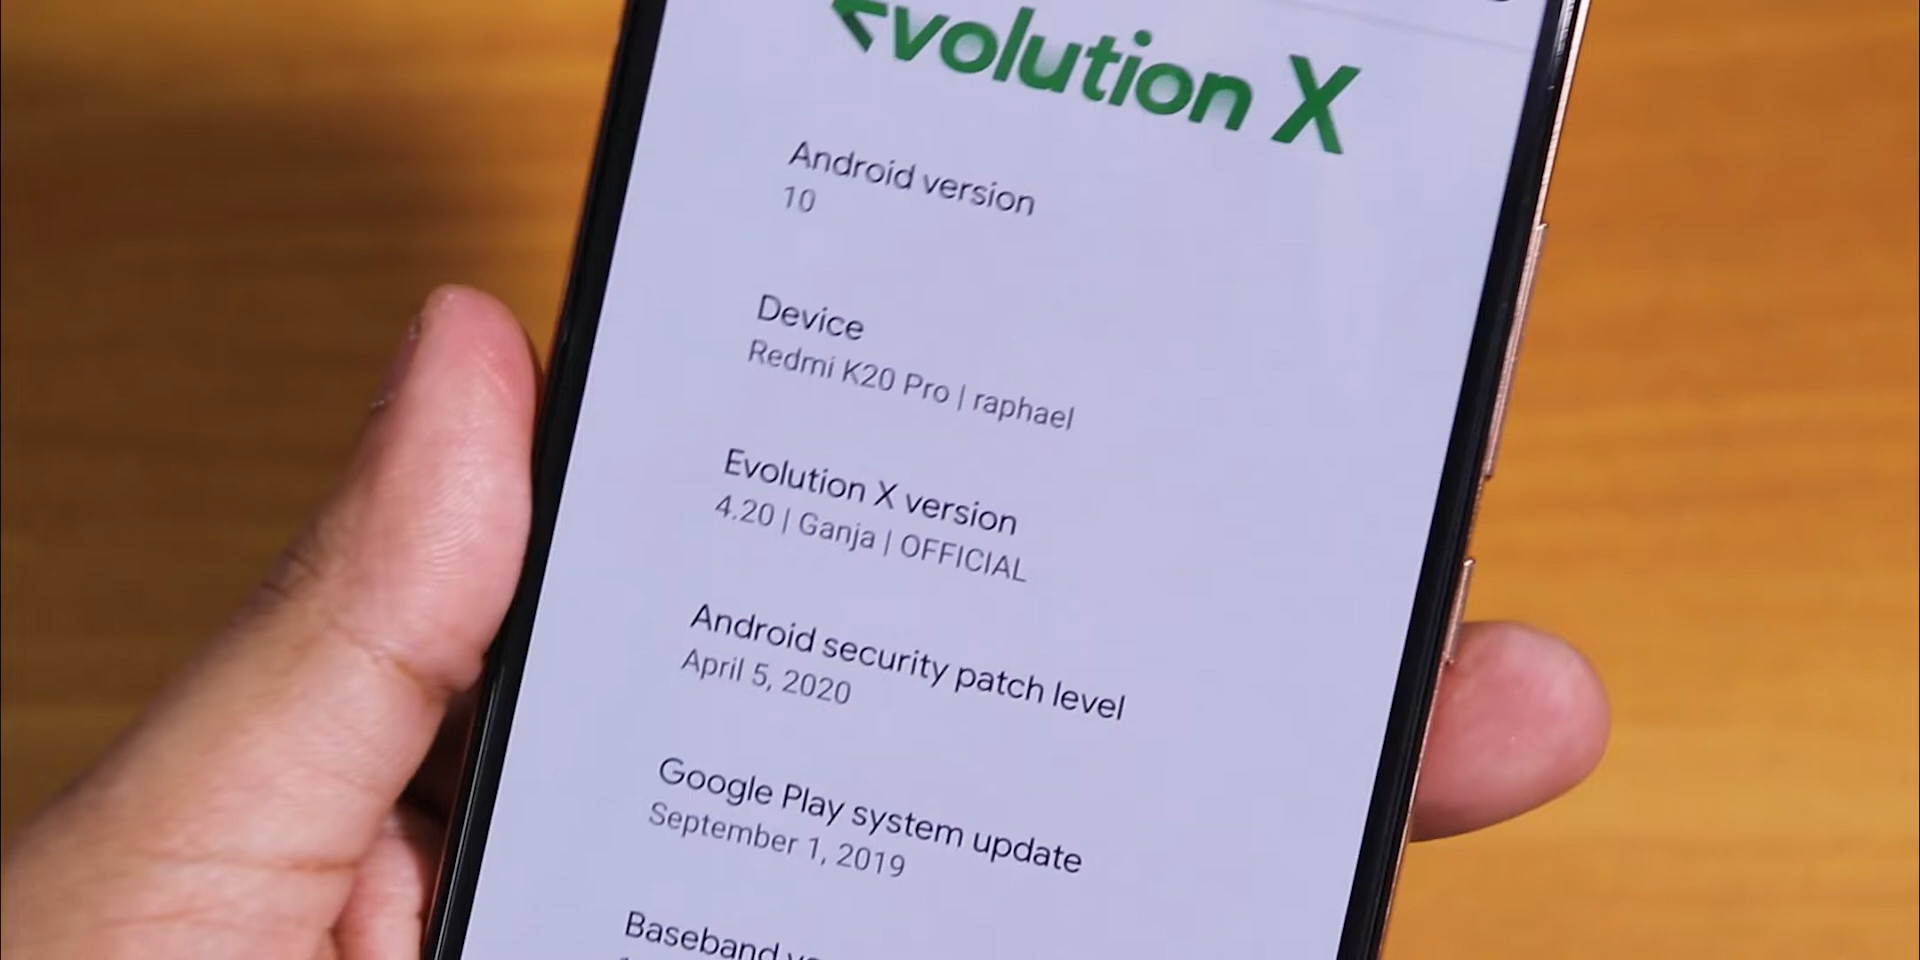 Evolution X
Android version
10
Device
Redmi K20 Pro | raphael
Evolution X version
4.20 | Ganja | OFFICIAL
Android security patch level
April 5, 2020
Google Play system update
September 1, 2019
Baseband